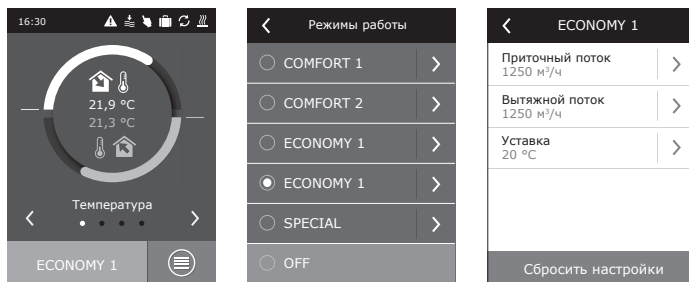 16:30
21,9 °C
21,3 °C
Температура
ECONOMY 1
Режимы работы
COMFORT 1
COMFORT 2
ECONOMY 1
ECONOMY 1
SPECIAL
OFF
ECONOMY 1
Приточный поток
1250 м³/ч
Вытяжной поток
1250 м³/ч
Уставка
20 °C
Сбросить настройки